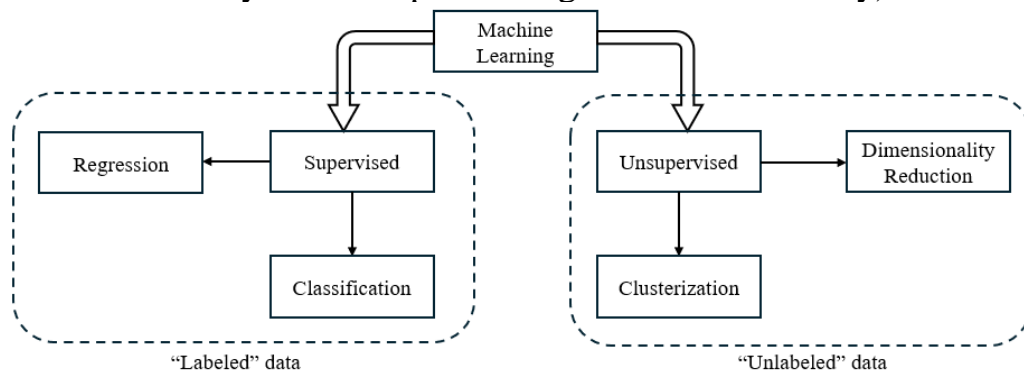 Machine
Learning
Regression
Supervised
Unsupervised
Dimensionality
Reduction
Classification
Clusterization
“Labeled” data
“Unlabeled” data